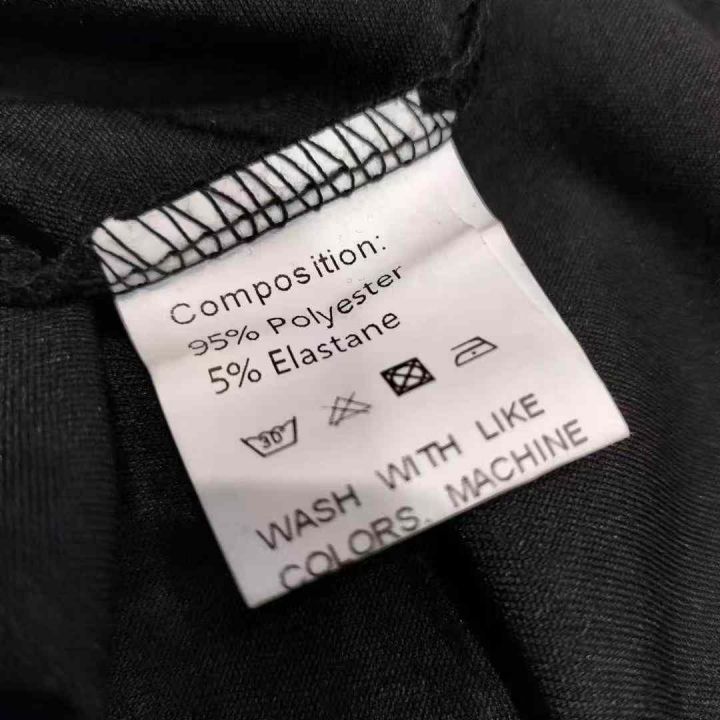 Composition:
95% Polyester
5% Elastane
30°
WASH WITH LIKE
COLORS. MACHINE